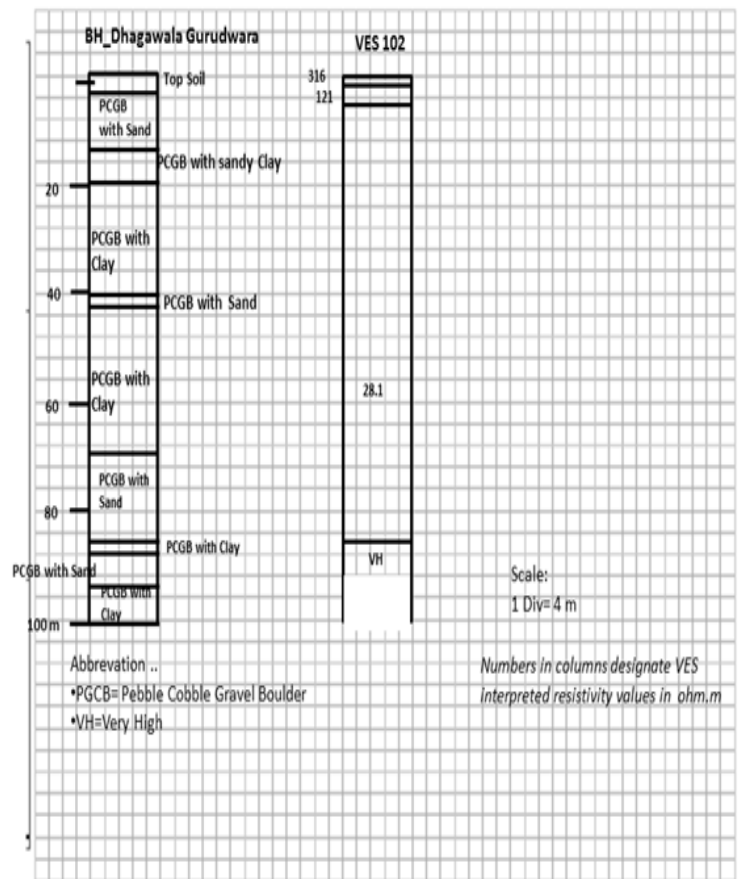 BH_Dhagawala Gurudwara
VES 102
Top Soil
316
121
PCGB
with Sand
PCGB with sandy Clay
20
PCGB with
Clay
40
PCGB with Sand
PCGB with
Clay
60
28.1
PCGB with
Sand
80
PCGB with Clay
VH
PCGB with Sand
PCGB with
Clay
100m
Scale:
1 Div= 4 m
Abbrevation ..
•PGCB= Pebble Cobble Gravel Boulder
•VH=Very High
Numbers in columns designate VES
interpreted resistivity values in ohm.m